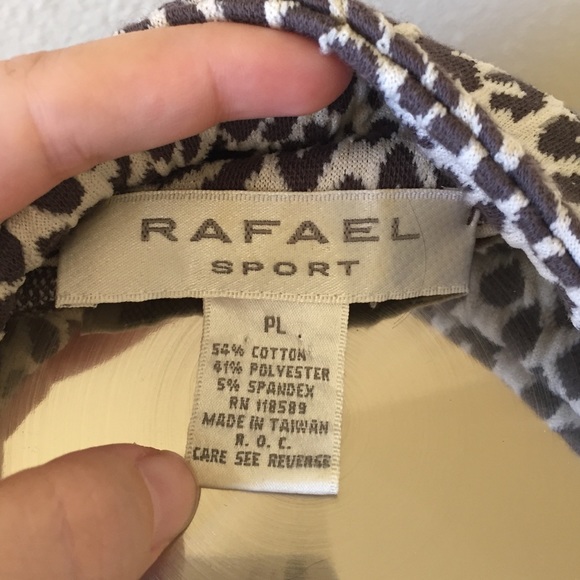 RAFAEL
SPORT
PL
54% COTTON
41% POLYESTER
5% SPANDEX
RN 118589
MADE IN TAIWAN
R. O. C.
CARE SEE REVERSE